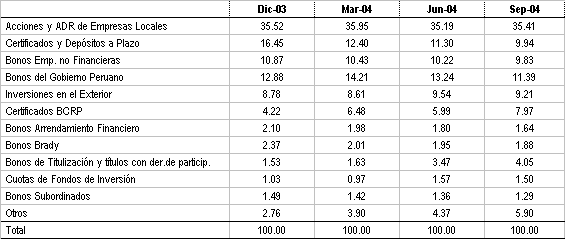 Dic-03 Mar-04 Jun-04 Sep-04
Acciones y ADR de Empresas Locales 35.52 35.95 35.19 35.41
Certificados y Depósitos a Plazo 16.45 12.40 11.30 9.94
Bonos Emp. no Financieras 10.87 10.43 10.22 9.83
Bonos del Gobierno Peruano 12.88 14.21 13.24 11.39
Inversiones en el Exterior 8.78 8.61 9.54 9.21
Certificados BCRP 4.22 6.48 5.99 7.97
Bonos Arrendamiento Financiero 2.10 1.98 1.80 1.64
Bonos Brady 2.37 2.01 1.95 1.88
Bonos de Titulización y títulos con der.de particip. 1.53 1.63 3.47 4.05
Cuotas de Fondos de Inversión 1.03 0.97 1.57 1.50
Bonos Subordinados 1.49 1.42 1.36 1.29
Otros 2.76 3.90 4.37 5.90
Total 100.00 100.00 100.00 100.00